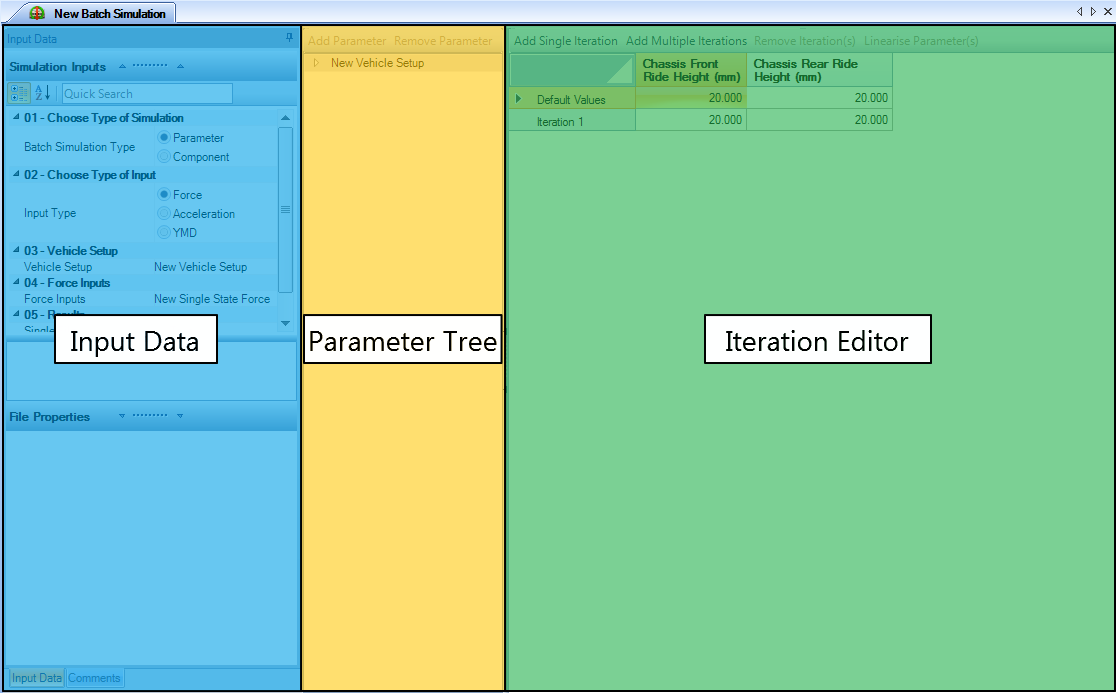 New Batch Simulation
Input Data
Simulation Inputs
Quick Search
01 - Choose Type of Simulation
Batch Simulation Type
Parameter
Component
02 - Choose Type of Input
Input Type
Force
Acceleration
YMD
03 - Vehicle Setup
Vehicle Setup New Vehicle Setup
04 - Force Inputs
Force Inputs New Single State Force
05 - Results
Single
Input Data
File Properties
Input Data Comments
Add Parameter Remove Parameter
New Vehicle Setup
Parameter Tree
Add Single Iteration Add Multiple Iterations Remove Iteration(s) Linearise Parameter(s)
Chassis Front
Ride Height (mm)
Chassis Rear Ride
Height (mm)
Default Values 20.000 20.000
Iteration 1 20.000 20.000
Iteration Editor